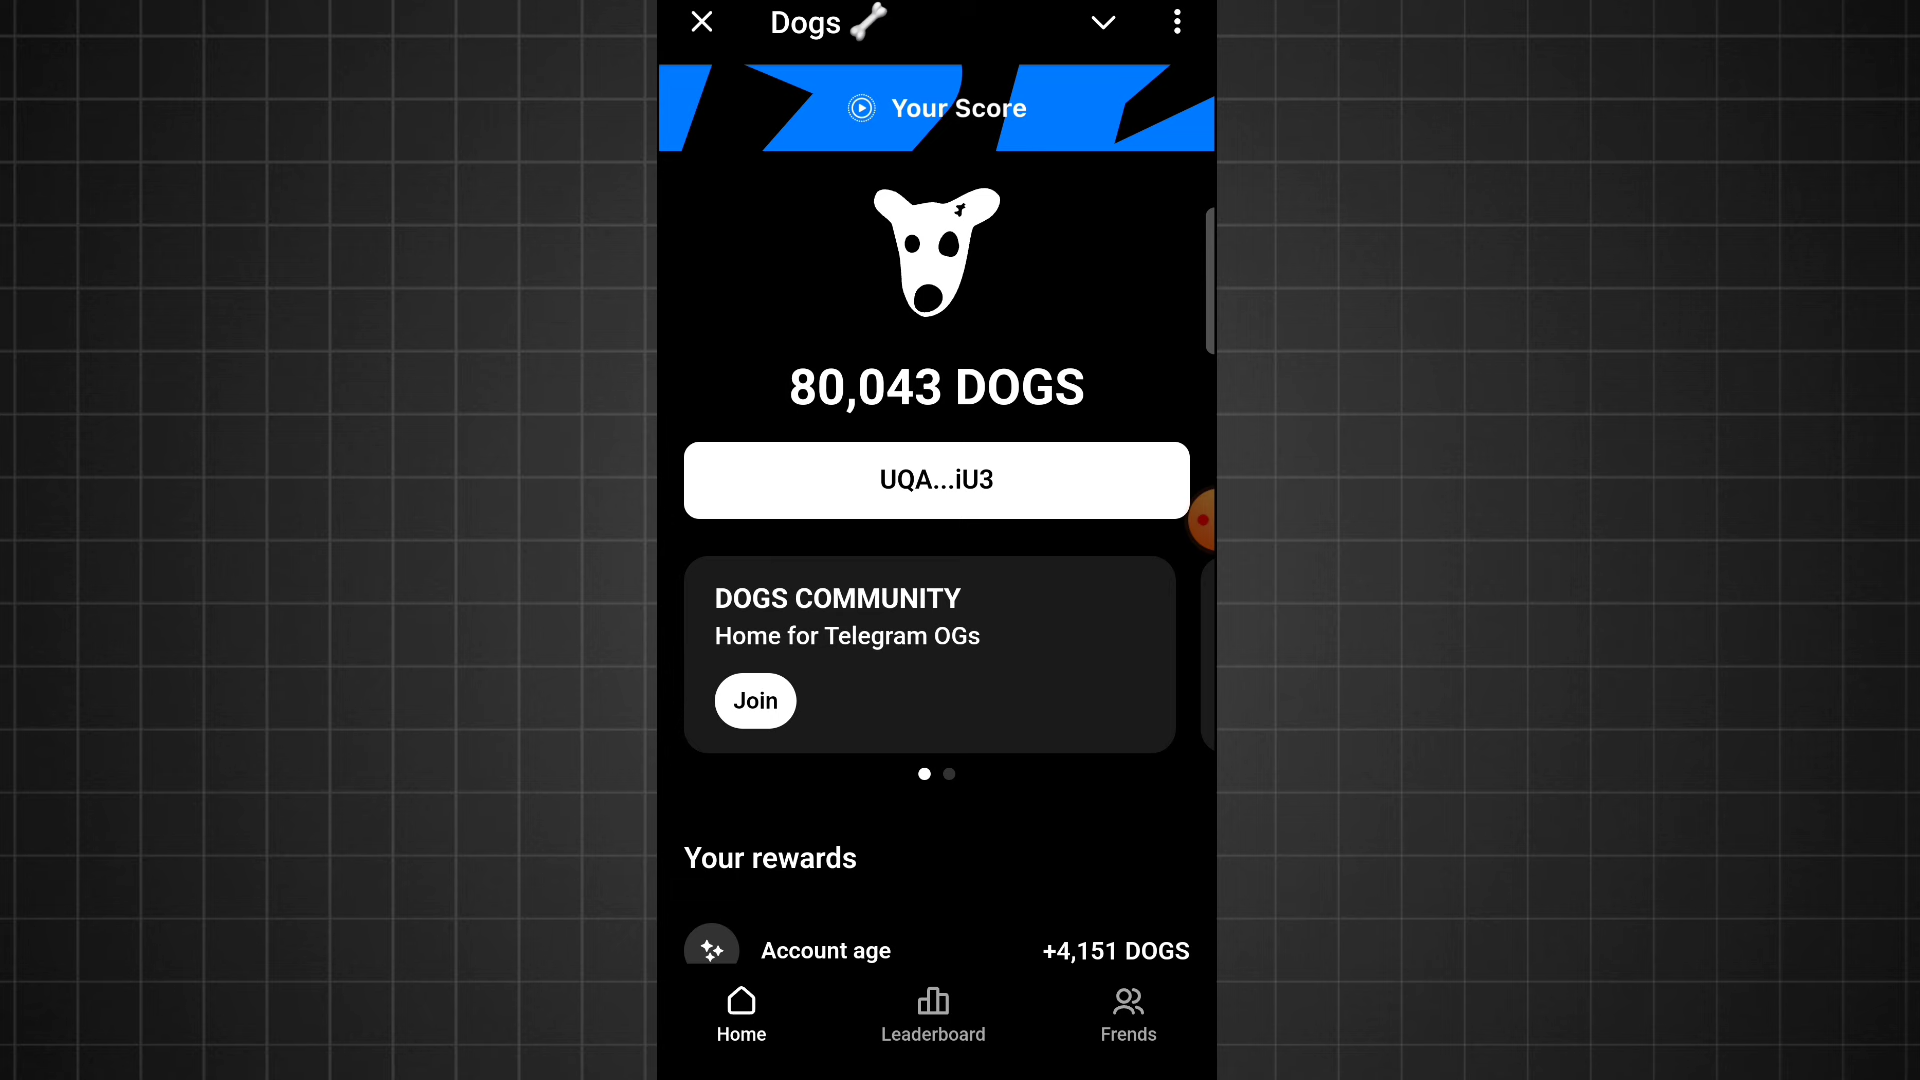 Dogs 🦴
Your Score
80,043 DOGS
UQA...iU3
DOGS COMMUNITY
Home for Telegram OGs
Join
Your rewards
Account age +4,151 DOGS
Home Leaderboard Frends